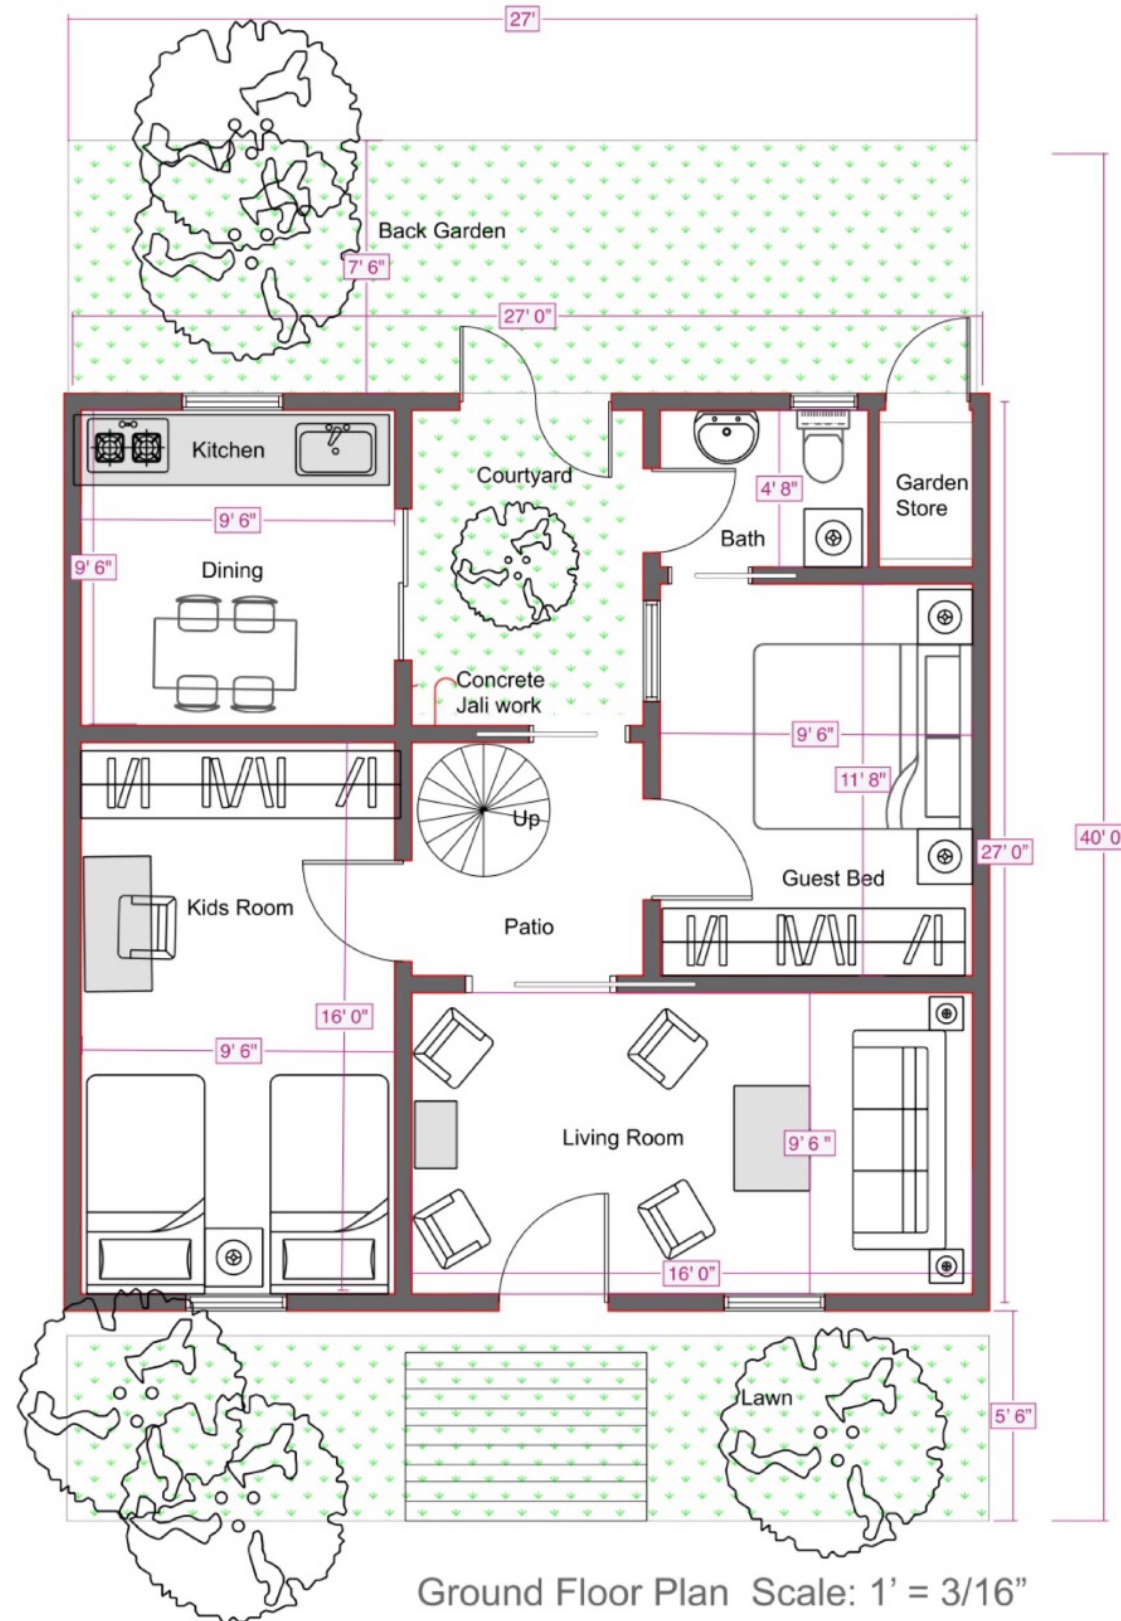 27'
Back Garden
7' 6"
27' 0"
Kitchen
Courtyard
4' 8"
Garden
Store
9' 6"
Bath
9' 6"
Dining
Concrete
Jali work
9' 6"
11' 8"
Up
40' 0
27' 0"
Guest Bed
Kids Room
Patio
16' 0"
9' 6"
Living Room
9' 6 "
16' 0"
Lawn
5' 6"
Ground Floor Plan Scale: 1' = 3/16"